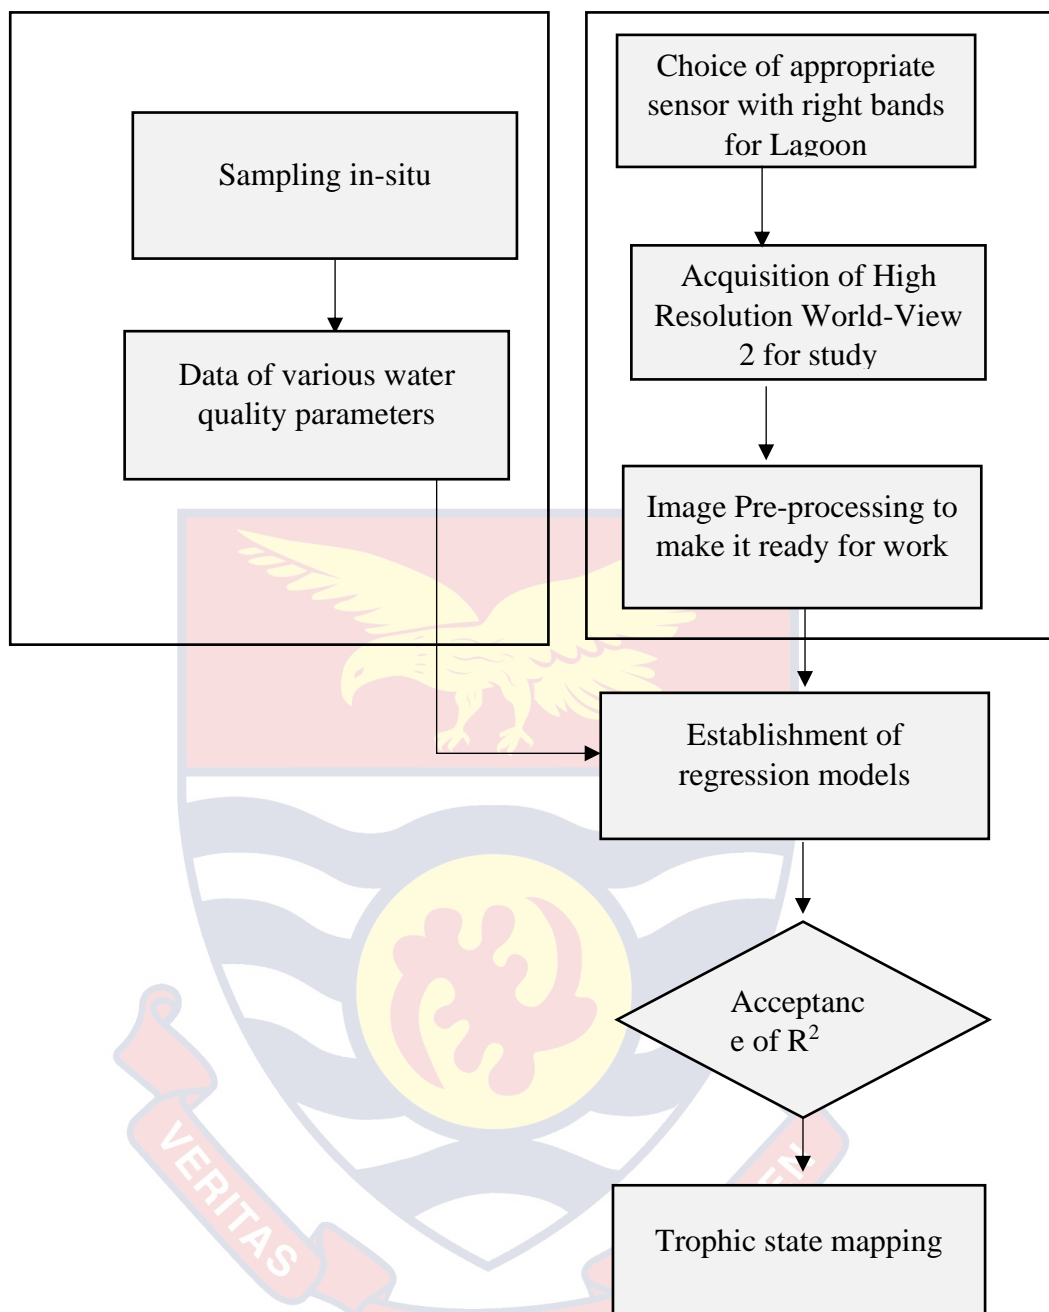 Sampling in-situ
Data of various water
quality parameters
Choice of appropriate
sensor with right bands
for Lagoon
Acquisition of High
Resolution World-View
2 for study
Image Pre-processing to
make it ready for work
Establishment of
regression models
Acceptanc
e of R²
Trophic state mapping
VERITAS
EN